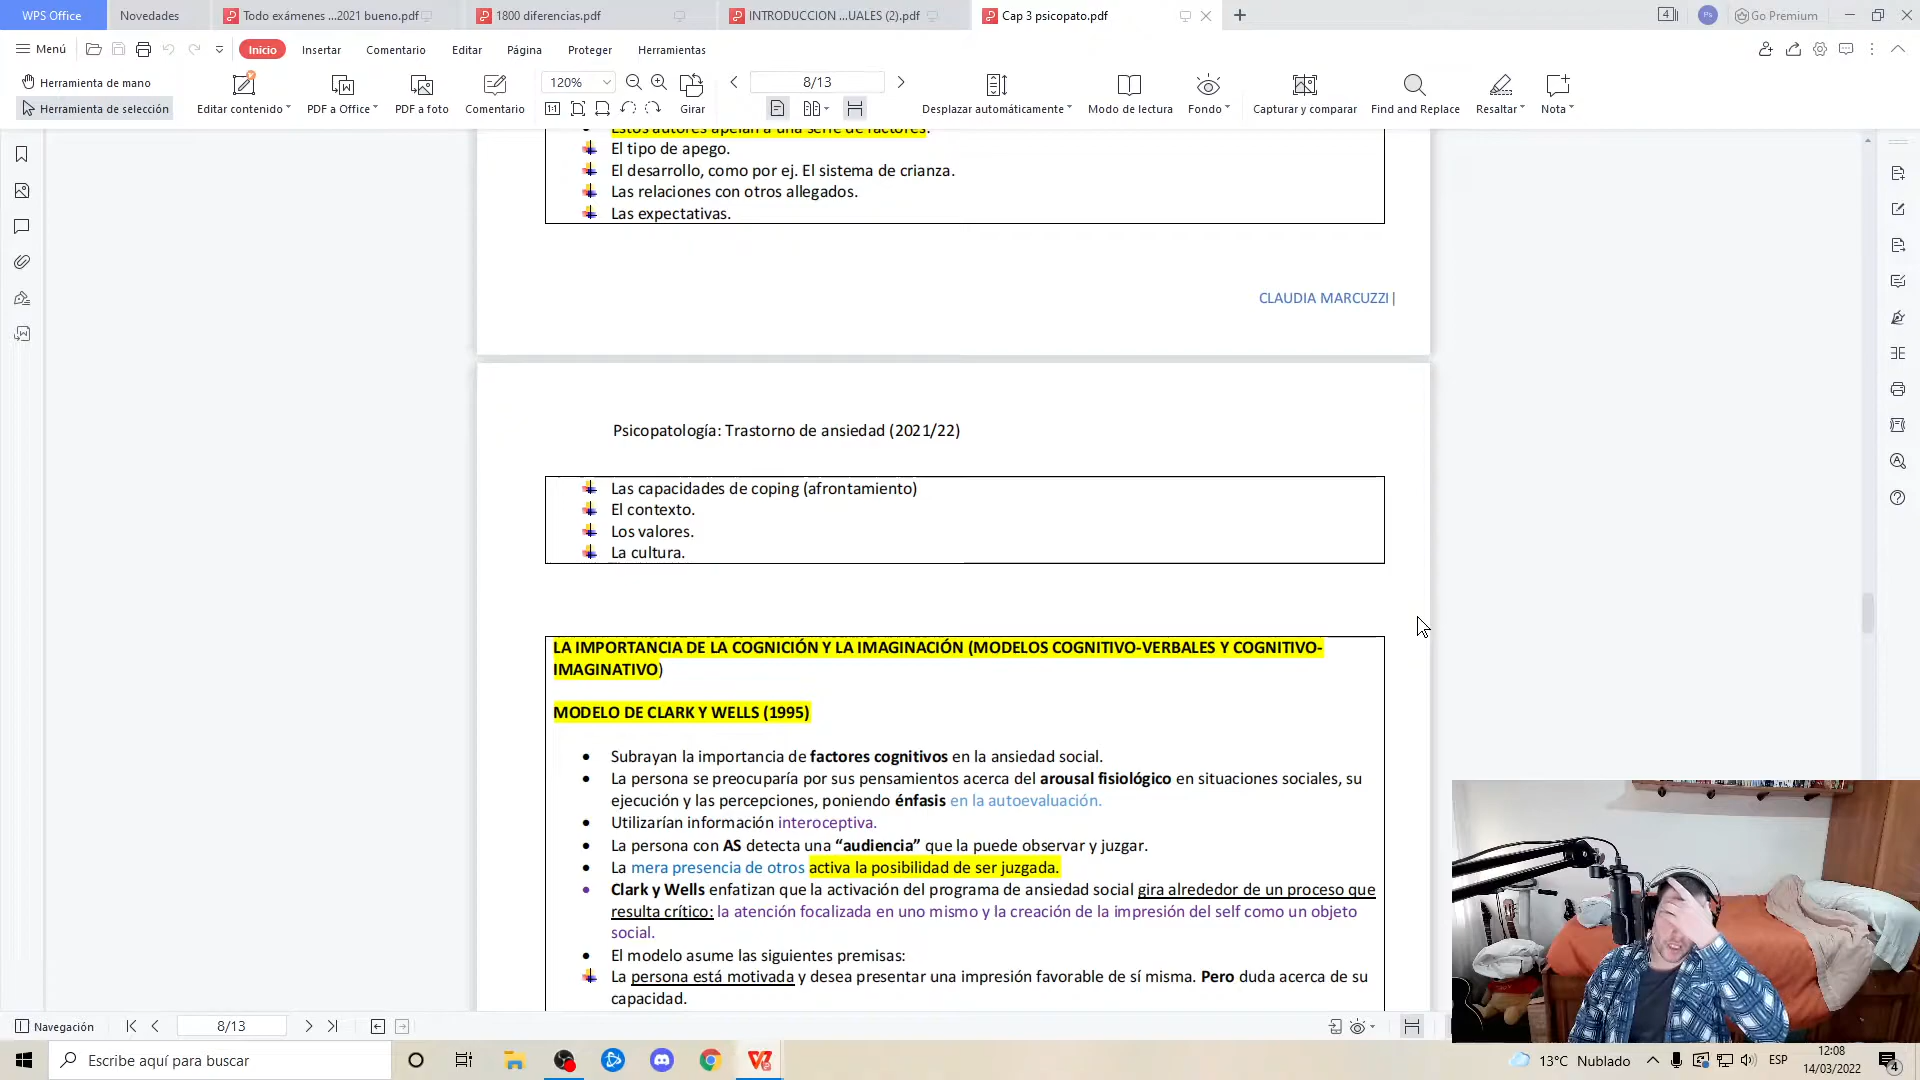 WPS Office
Novedades
Todo exámenes ...2021 bueno.pdf
1800 diferencias.pdf
INTRODUCCION ...UALES (2).pdf
Cap 3 psicopato.pdf
Go Premium
Menú
Inicio
Insertar
Comentario
Editar
Página
Proteger
Herramientas
Herramienta de mano
Herramienta de selección
Editar contenido
PDF a Office
PDF a foto
Comentario
120%
Girar
8/13
Desplazar automáticamente
Modo de lectura
Fondo
Capturar y comparar
Find and Replace
Resaltar
Nota
Estos autores apelan a una serie de factores:
El tipo de apego.
El desarrollo, como por ej. El sistema de crianza.
Las relaciones con otros allegados.
Las expectativas.
CLAUDIA MARCUZZI|
Psicopatología: Trastorno de ansiedad (2021/22)
Las capacidades de coping (afrontamiento)
El contexto.
Los valores.
La cultura.
LA IMPORTANCIA DE LA COGNICIÓN Y LA IMAGINACIÓN (MODELOS COGNITIVO-VERBALES Y COGNITIVO-
IMAGINATIVO)
MODELO DE CLARK Y WELLS (1995)
• Subrayan la importancia de factores cognitivos en la ansiedad social.
• La persona se preocuparía por sus pensamientos acerca del arousal fisiológico en situaciones sociales, su
ejecución y las percepciones, poniendo énfasis en la autoevaluación.
• Utilizarían información interoceptiva.
• La persona con AS detecta una “audiencia” que la puede observar y juzgar.
• La mera presencia de otros activa la posibilidad de ser juzgada.
• Clark y Wells enfatizan que la activación del programa de ansiedad social gira alrededor de un proceso que
resulta crítico: la atención focalizada en uno mismo y la creación de la impresión del self como un objeto
social.
• El modelo asume las siguientes premisas:
La persona está motivada y desea presentar una impresión favorable de sí misma. Pero duda acerca de su
capacidad.
Navegación
8/13
Escribe aquí para buscar
13°C Nublado
ESP
12:08
14/03/2022
4